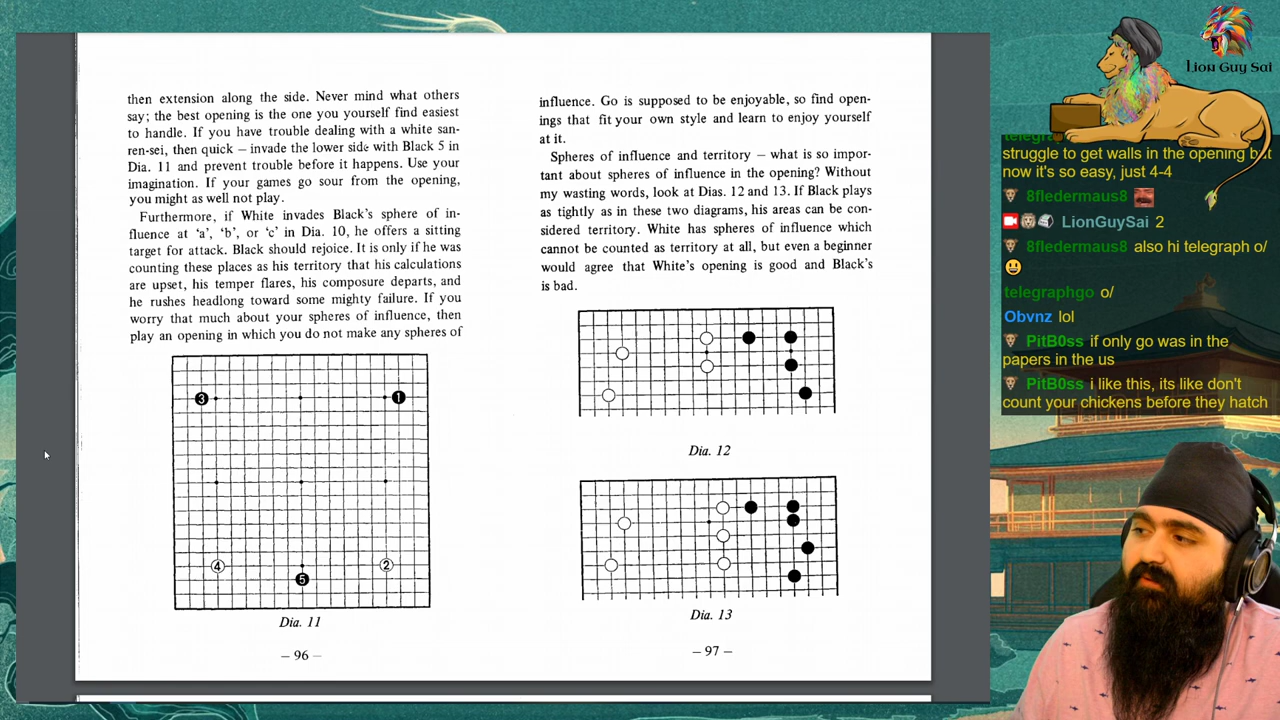 then extension along the side. Never mind what others
say; the best opening is the one you yourself find easiest
to handle. If you have trouble dealing with a white san-
ren-sei, then quick – invade the lower side with Black 5 in
Dia. 11 and prevent trouble before it happens. Use your
imagination. If your games go sour from the opening,
you might as well not play.
Furthermore, if White invades Black's sphere of in-
fluence at 'a', 'b', or 'c' in Dia. 10, he offers a sitting
target for attack. Black should rejoice. It is only if he was
counting these places as his territory that his calculations
are upset, his temper flares, his composure departs, and
he rushes headlong toward some mighty failure. If you
worry that much about your spheres of influence, then
play an opening in which you do not make any spheres of
3
1
4
2
5
Dia. 11
– 96 –
influence. Go is supposed to be enjoyable, so find open-
ings that fit your own style and learn to enjoy yourself
at it.
Spheres of influence and territory – what is so impor-
tant about spheres of influence in the opening? Without
my wasting words, look at Dias. 12 and 13. If Black plays
as tightly as in these two diagrams, his areas can be con-
sidered territory. White has spheres of influence which
cannot be counted as territory at all, but even a beginner
would agree that White's opening is good and Black's
is bad.
Dia. 12
Dia. 13
– 97 –
Lion Guy Sai
struggle to get walls in the opening but
now it's so easy, just 4-4
8fledermaus8
LionGuySai 2
8fledermaus8 also hi telegraph o/
telegraphgo o/
Obvnz lol
PitB0ss if only go was in the
papers in the us
PitB0ss i like this, its like don't
count your chickens before they hatch